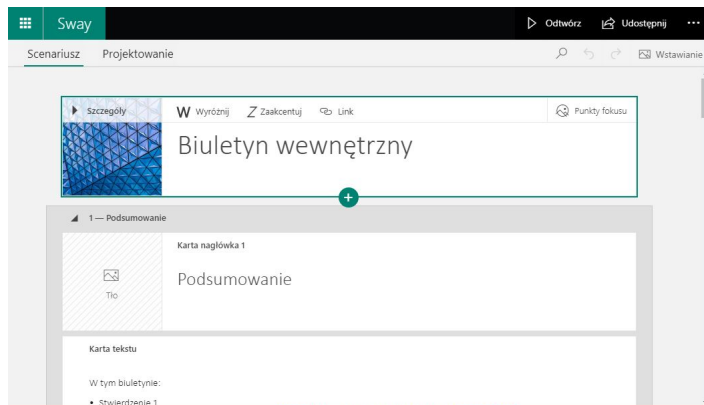 Sway
Odtwórz
Udostępnij
Scenariusz
Projektowanie
Wstawianie
Szczegóły
W Wyróżnij
Z Zaakcentuj
Link
Punkty fokusu
Biuletyn wewnętrzny
1 — Podsumowanie
Karta nagłówka 1
Tło
Podsumowanie
Karta tekstu
W tym biuletynie:
• Stwierdzenie 1